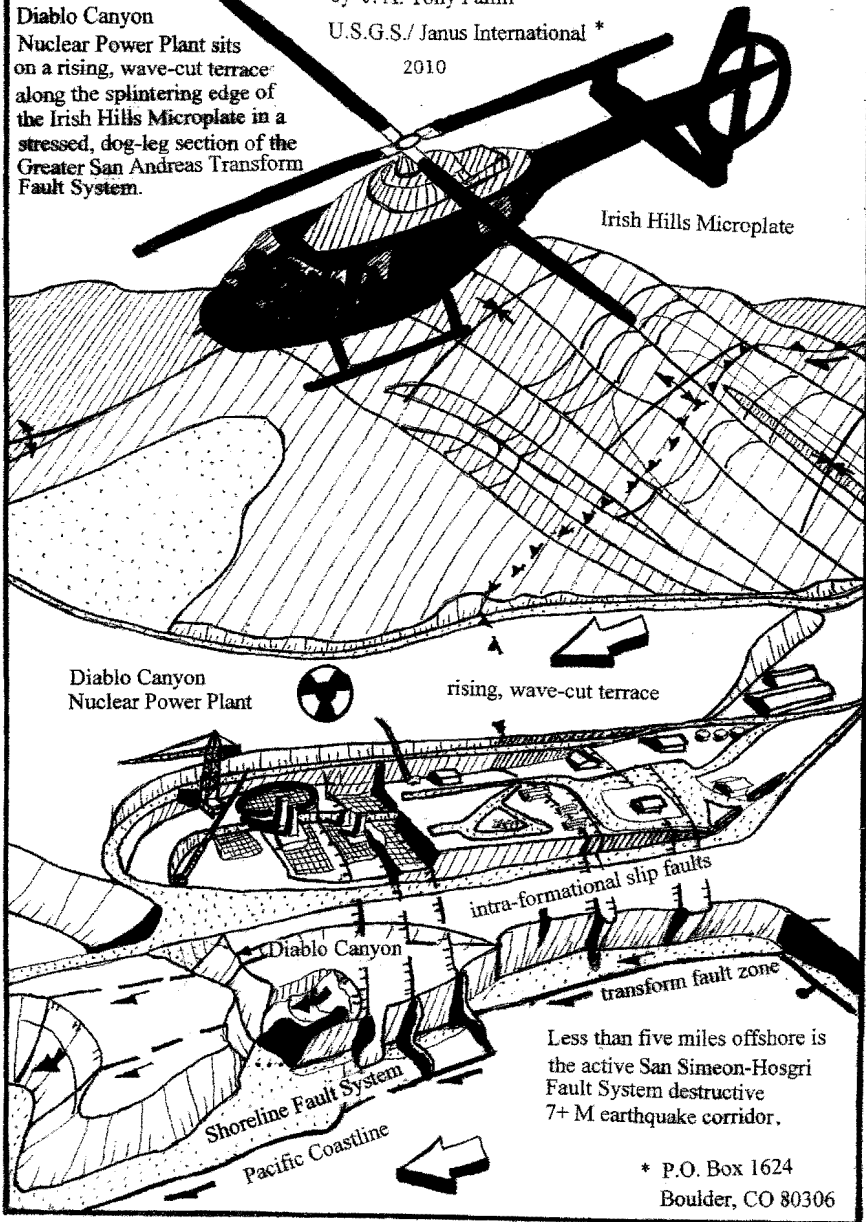 Diablo Canyon
Nuclear Power Plant sits
on a rising, wave-cut terrace
along the splintering edge of
the Irish Hills Microplate in a
stressed, dog-leg section of the
Greater San Andreas Transform
Fault System.
U.S.G.S./ Janus International *
2010
Irish Hills Microplate
Diablo Canyon
Nuclear Power Plant
rising, wave-cut terrace
intra-formational slip faults
Diablo Canyon
transform fault zone
Shoreline Fault System
Pacific Coastline
Less than five miles offshore is
the active San Simeon-Hosgri
Fault System destructive
7+ M earthquake corridor.
* P.O. Box 1624
Boulder, CO 80306